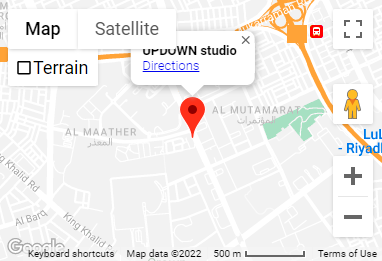 Map
Satellite
Terrain
UPDOWN studio
Directions
AL MUTAMARAT
المؤتمرات
AL MAATHER
المعذر
LuL
- Riyadh
King Khalid Rd
King Khalid Rd
Al Barq
Google
Keyboard shortcuts
Map data ©2022
500 m
Terms of Use